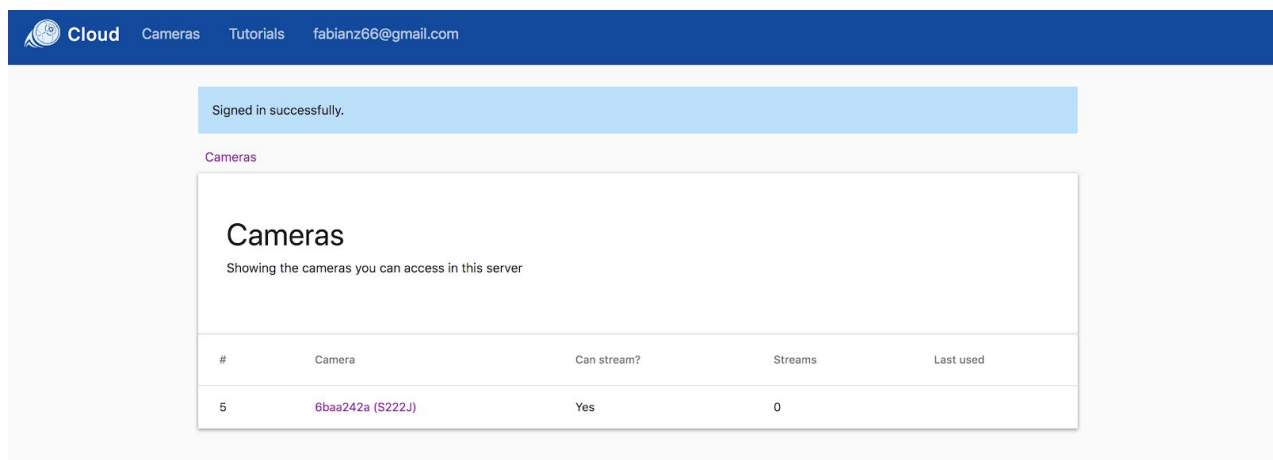 Cloud Cameras Tutorials fabianz66@gmail.com
Signed in successfully.
Cameras
Cameras
Showing the cameras you can access in this server
# Camera Can stream? Streams Last used
5 6baa242a (S222J) Yes 0